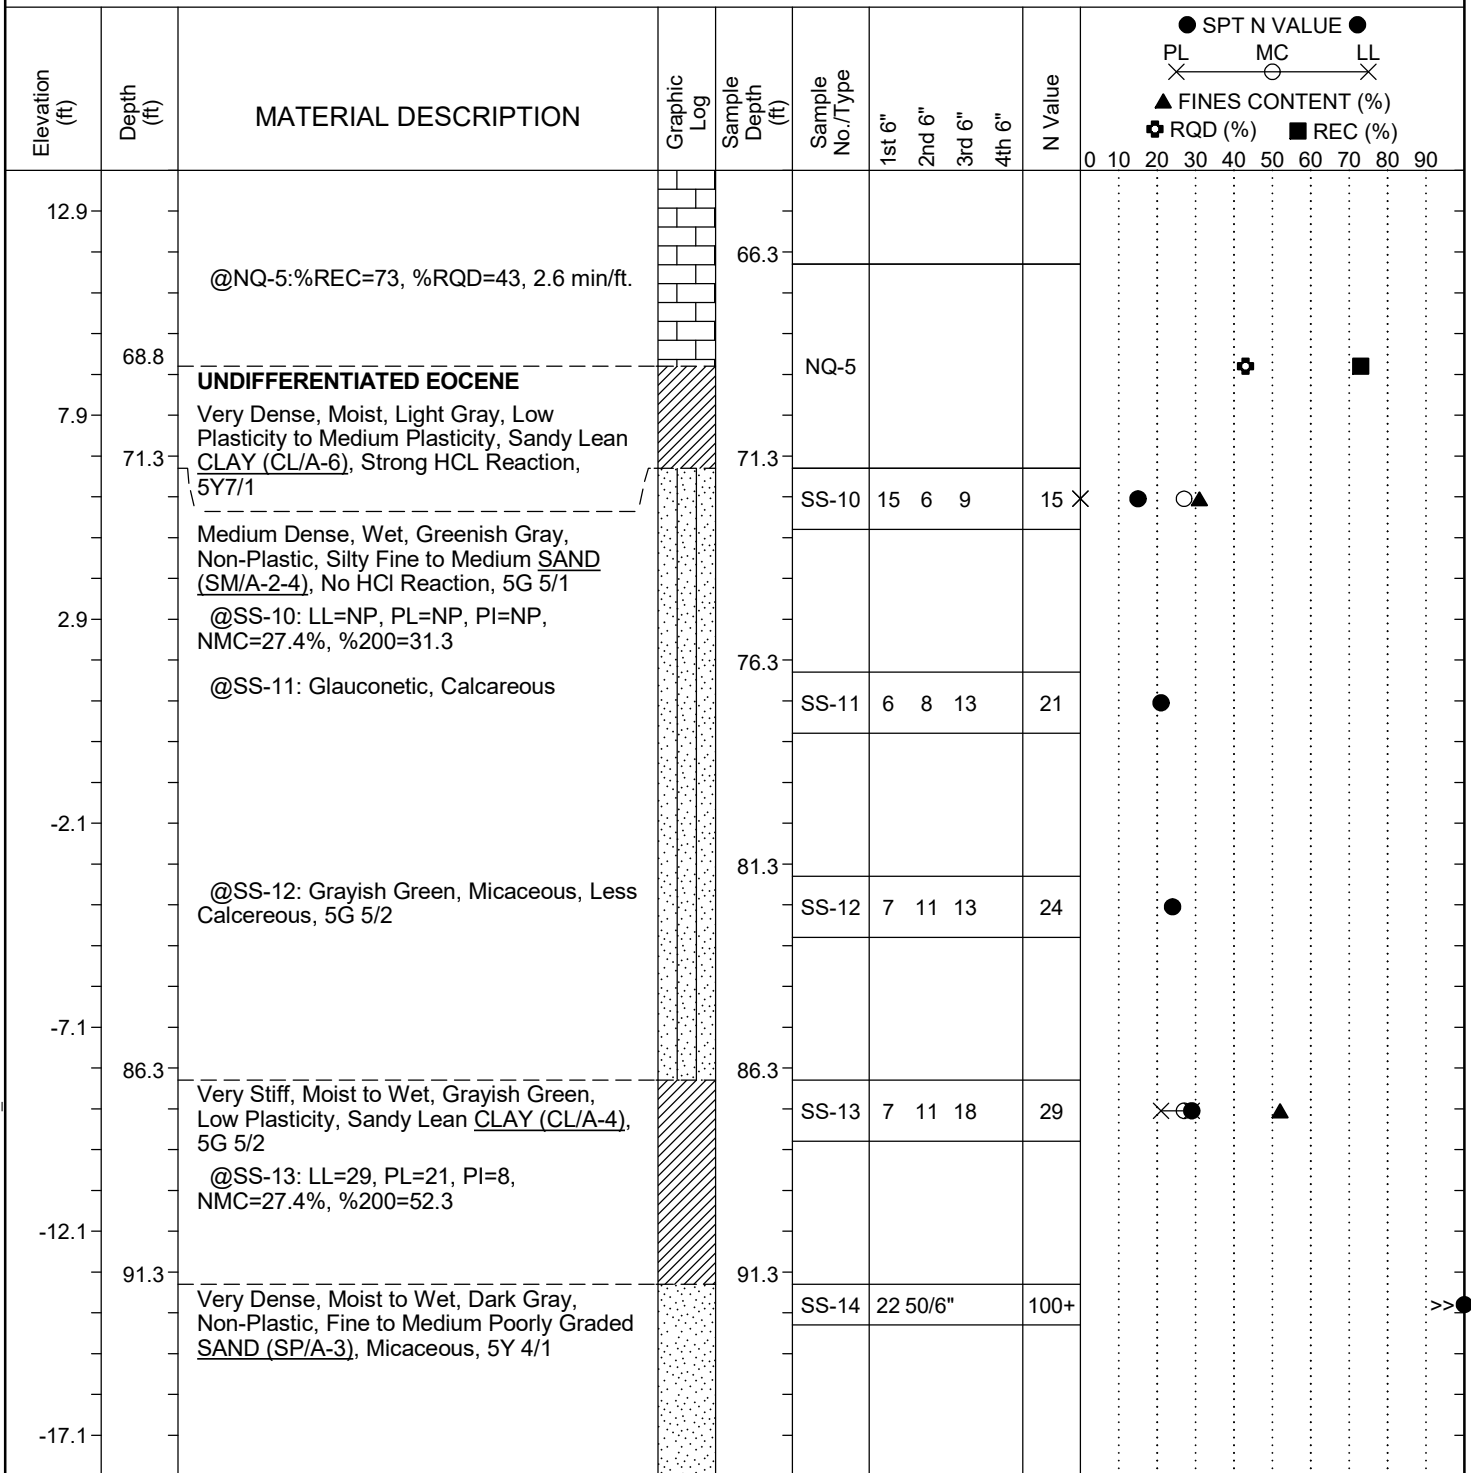 ● SPT N VALUE ●
PL MC LL
▲ FINES CONTENT (%)
RQD (%) ■ REC (%)
0 10 20 30 40 50 60 70 80 90
Elevation
(ft)
Depth
(ft)
MATERIAL DESCRIPTION
Graphic
Log
Sample
Depth
(ft)
Sample
No./Type
1st 6"
2nd 6"
3rd 6"
4th 6"
N Value
12.9
66.3
@NQ-5:%REC=73, %RQD=43, 2.6 min/ft.
68.8
NQ-5
UNDIFFERENTIATED EOCENE
7.9
Very Dense, Moist, Light Gray, Low
Plasticity to Medium Plasticity, Sandy Lean
CLAY (CL/A-6), Strong HCL Reaction,
5Y7/1
71.3
71.3
SS-10 15 6 9 15
Medium Dense, Wet, Greenish Gray,
Non-Plastic, Silty Fine to Medium SAND
(SM/A-2-4), No HCl Reaction, 5G 5/1
2.9
@SS-10: LL=NP, PL=NP, PI=NP,
NMC=27.4%, %200=31.3
76.3
@SS-11: Glauconetic, Calcareous
SS-11 6 8 13 21
-2.1
81.3
@SS-12: Grayish Green, Micaceous, Less
Calcereous, 5G 5/2
SS-12 7 11 13 24
-7.1
86.3
86.3
Very Stiff, Moist to Wet, Grayish Green,
Low Plasticity, Sandy Lean CLAY (CL/A-4),
5G 5/2
SS-13 7 11 18 29
@SS-13: LL=29, PL=21, PI=8,
NMC=27.4%, %200=52.3
-12.1
91.3
91.3
Very Dense, Moist to Wet, Dark Gray,
Non-Plastic, Fine to Medium Poorly Graded
SAND (SP/A-3), Micaceous, 5Y 4/1
SS-14 22 50/6" 100+ >>
-17.1